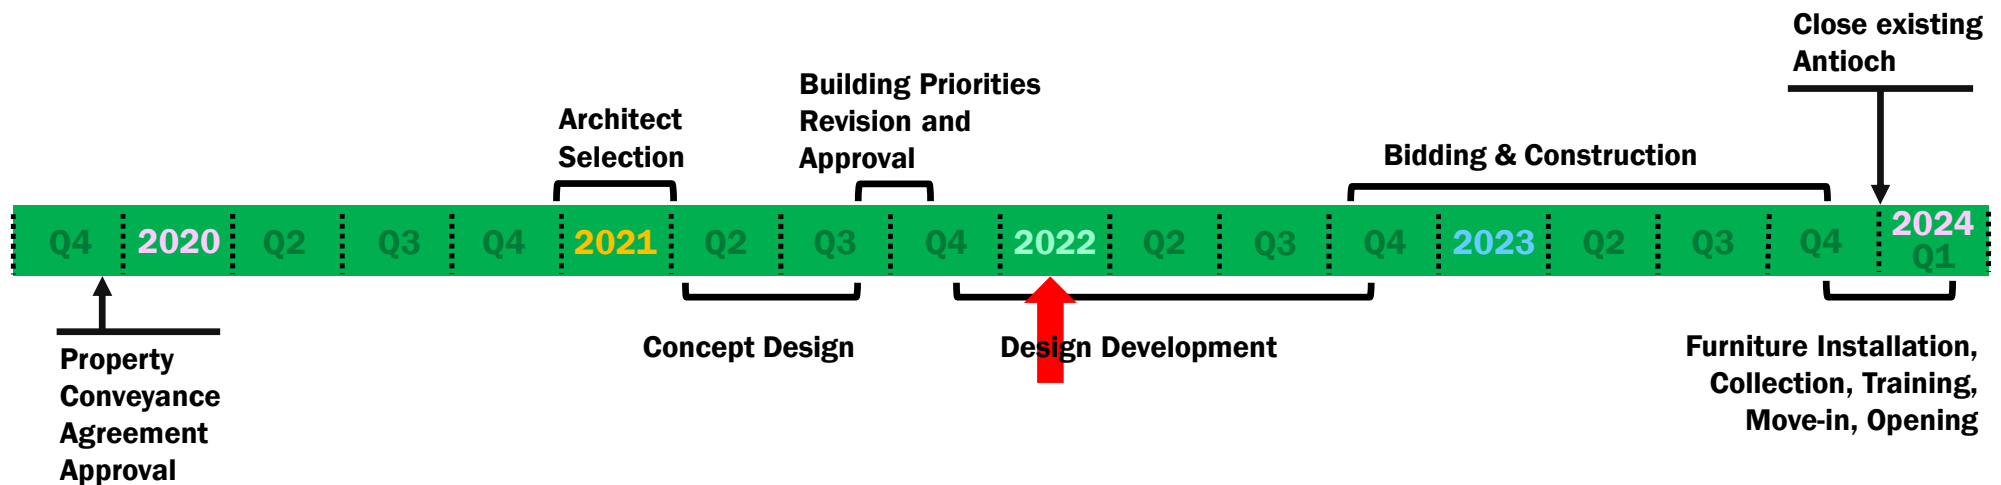 Close existing
Antioch
Building Priorities
Revision and
Approval
Architect
Selection
Bidding & Construction
Q4 2020 Q2 Q3 Q4 2021 Q2 Q3 Q4 2022 Q2 Q3 Q4 2023 Q2 Q3 Q4 2024
Q1
Property
Conveyance
Agreement
Approval
Concept Design
Design Development
Furniture Installation,
Collection, Training,
Move-in, Opening